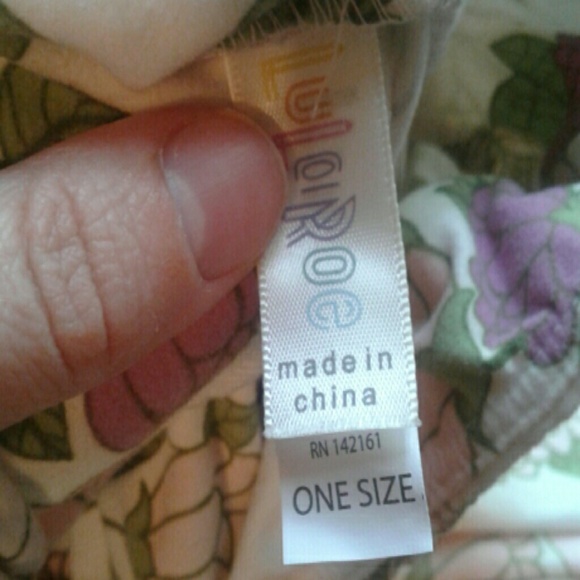 LuLaRoe
made in
china
RN 142161
ONE SIZE